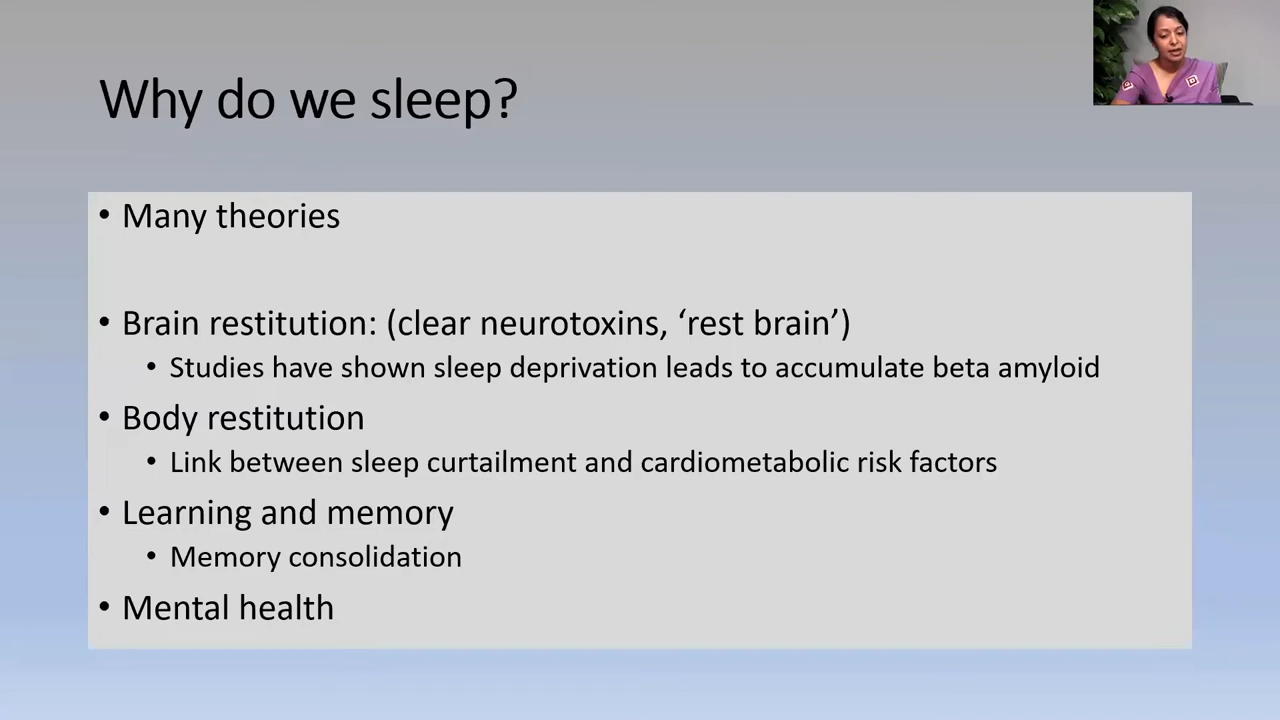 Why do we sleep?
• Many theories
• Brain restitution: (clear neurotoxins, ‘rest brain’)
• Studies have shown sleep deprivation leads to accumulate beta amyloid
• Body restitution
• Link between sleep curtailment and cardiometabolic risk factors
• Learning and memory
• Memory consolidation
• Mental health